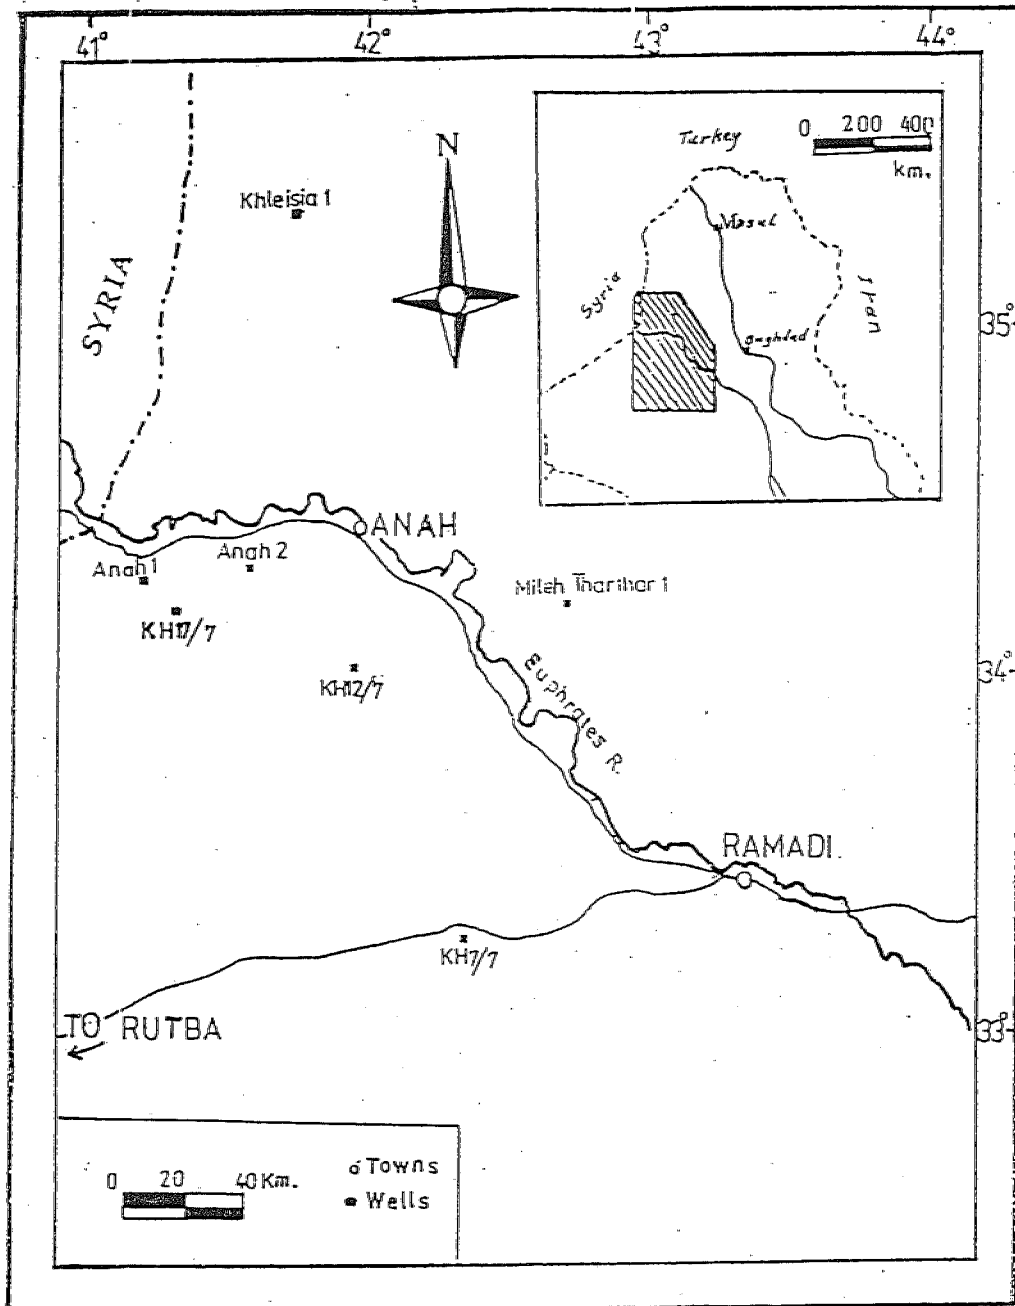 41° 42° 43° 44°
N
Khleisia 1
SYRIA
0 200 400
km.
Turkey
Mosul
Syria
Iran
Baghdad
35°
ANAH
Anah 1
Anah 2
Mileh Tharthar 1
KH12/7
34°
Euphrates R.
RAMADI
KH7/7
TO RUTBA
33°
0 20 40 Km.
Towns
Wells